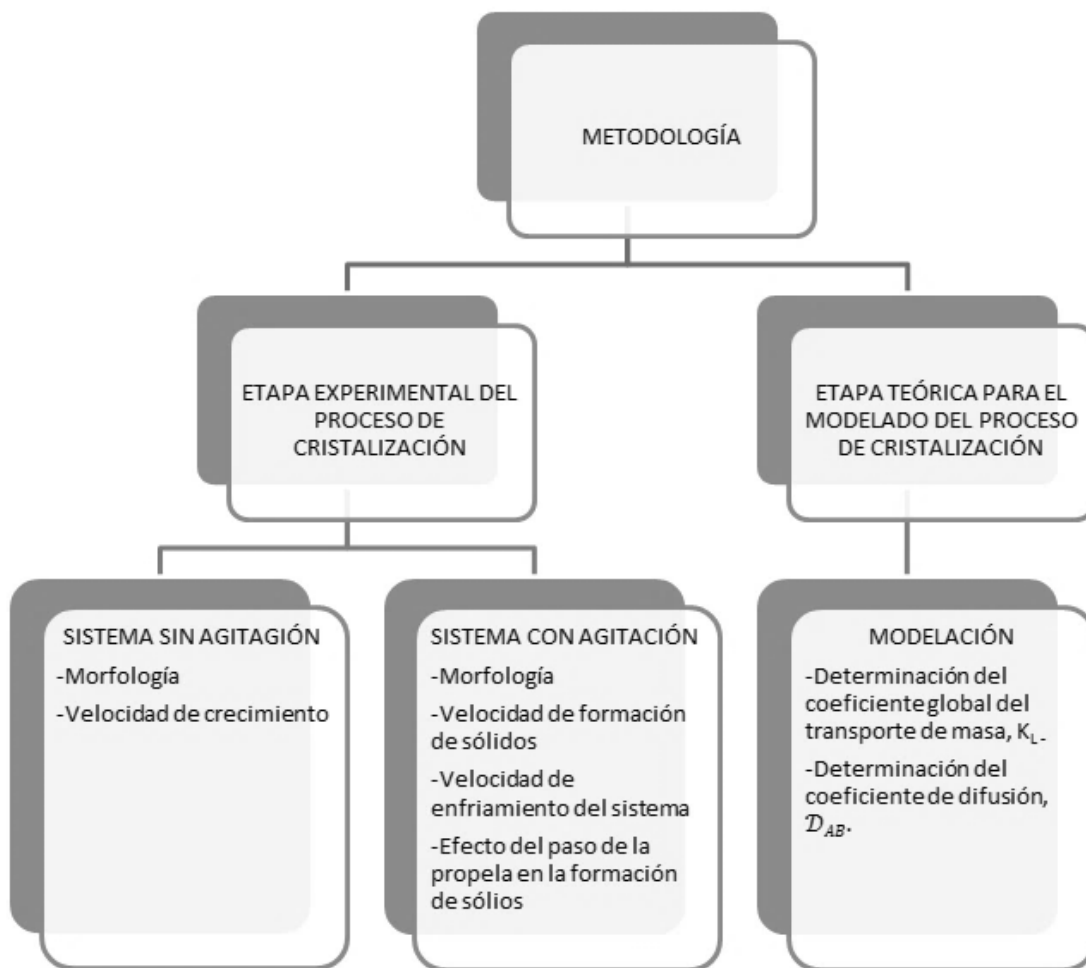 METODOLOGÍA
ETAPA EXPERIMENTAL DEL
PROCESO DE
CRISTALIZACIÓN
ETAPA TEÓRICA PARA EL
MODELADO DEL PROCESO
DE CRISTALIZACIÓN
SISTEMA SIN AGITAGIÓN
-Morfología
-Velocidad de crecimiento
SISTEMA CON AGITACIÓN
-Morfología
-Velocidad de formación
de sólidos
-Velocidad de
enfriamiento del sistema
-Efecto del paso de la
propela en la formación
de sólios
MODELACIÓN
-Determinación del
coeficiente global del
transporte de masa, K_L-
-Determinación del
coeficiente de difusión,
𝒟_AB.